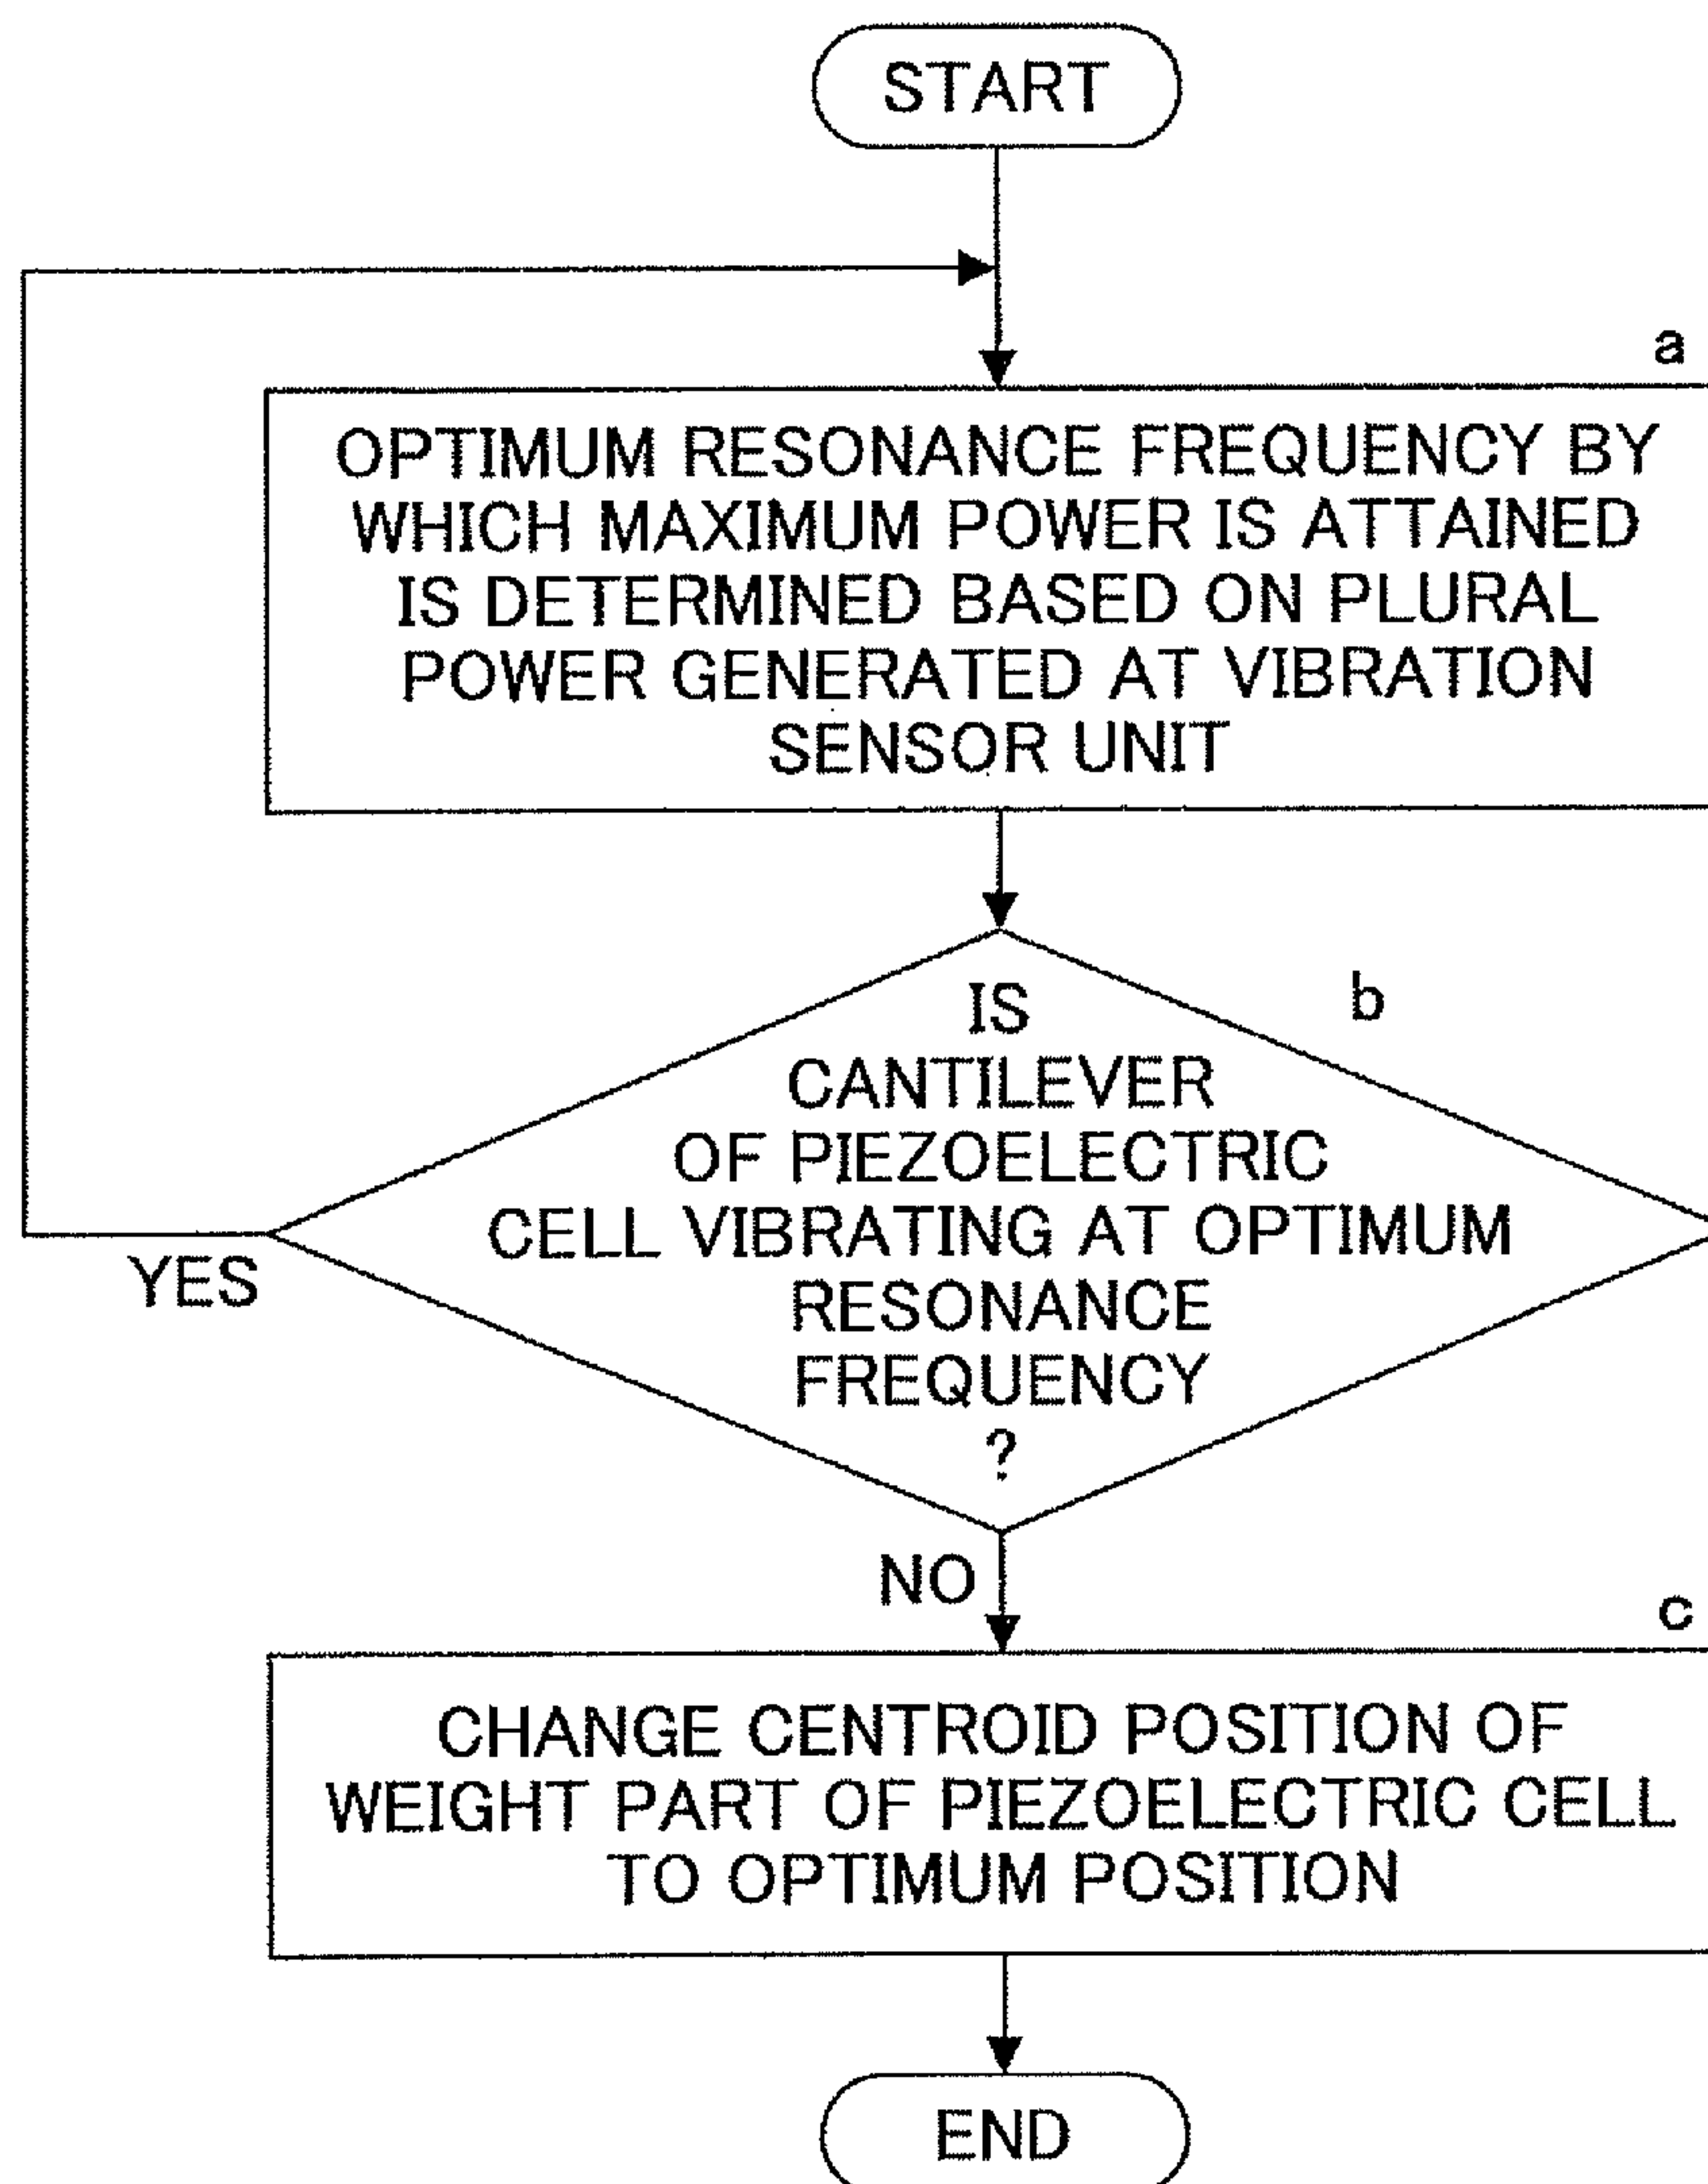 START
a
OPTIMUM RESONANCE FREQUENCY BY
WHICH MAXIMUM POWER IS ATTAINED
IS DETERMINED BASED ON PLURAL
POWER GENERATED AT VIBRATION
SENSOR UNIT
b
IS
CANTILEVER
OF PIEZOELECTRIC
CELL VIBRATING AT OPTIMUM
RESONANCE
FREQUENCY
?
YES
NO
c
CHANGE CENTROID POSITION OF
WEIGHT PART OF PIEZOELECTRIC CELL
TO OPTIMUM POSITION
END